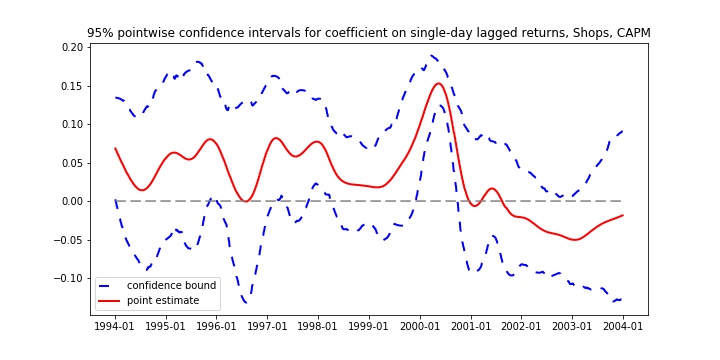 95% pointwise confidence intervals for coefficient on single-day lagged returns, Shops, CAPM
0.20
0.15
0.10
0.05
0.00
−0.05
−0.10
confidence bound
point estimate
1994-01 1995-01 1996-01 1997-01 1998-01 1999-01 2000-01 2001-01 2002-01 2003-01 2004-01